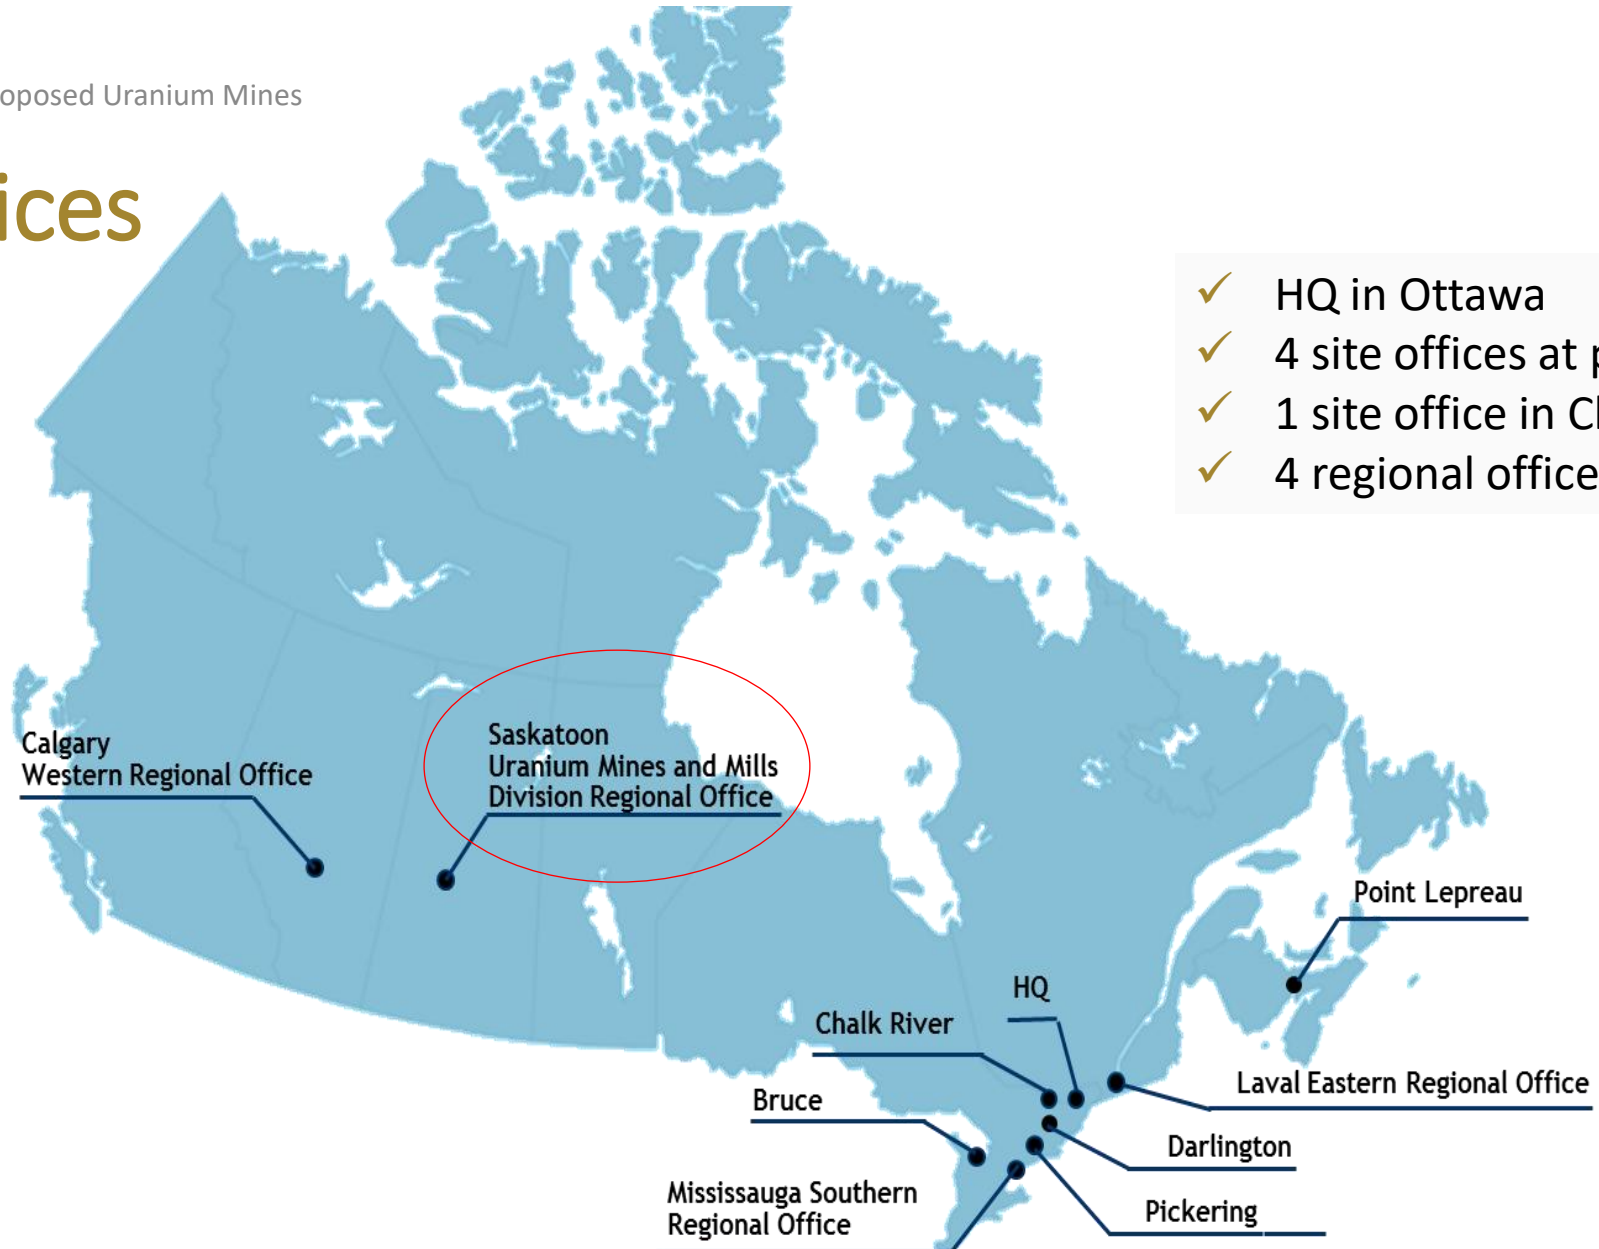 oposed Uranium Mines
ices
HQ in Ottawa
4 site offices at
1 site office in
4 regional office
Calgary
Western Regional Office
Saskatoon
Uranium Mines and Mills
Division Regional Office
Point Lepreau
HQ
Chalk River
Laval Eastern Regional Office
Bruce
Darlington
Mississauga Southern
Regional Office
Pickering